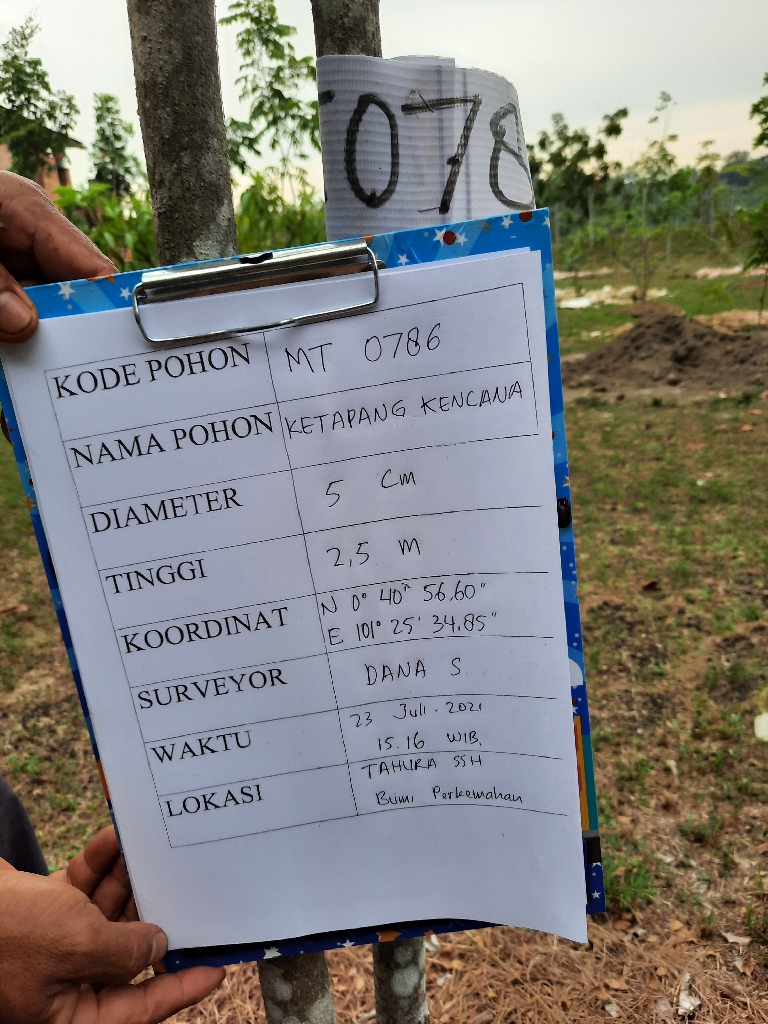 078
KODE POHON MT 0786
NAMA POHON KETAPANG KENCANA
DIAMETER 5 Cm
TINGGI 2,5 M
KOORDINAT N 0° 40" 56,60"
E 101° 25' 34.85"
SURVEYOR DANA S
WAKTU 23 Juli. 2021
15.16 WIB.
LOKASI TAHURA SSH
Bumi Perkemahan